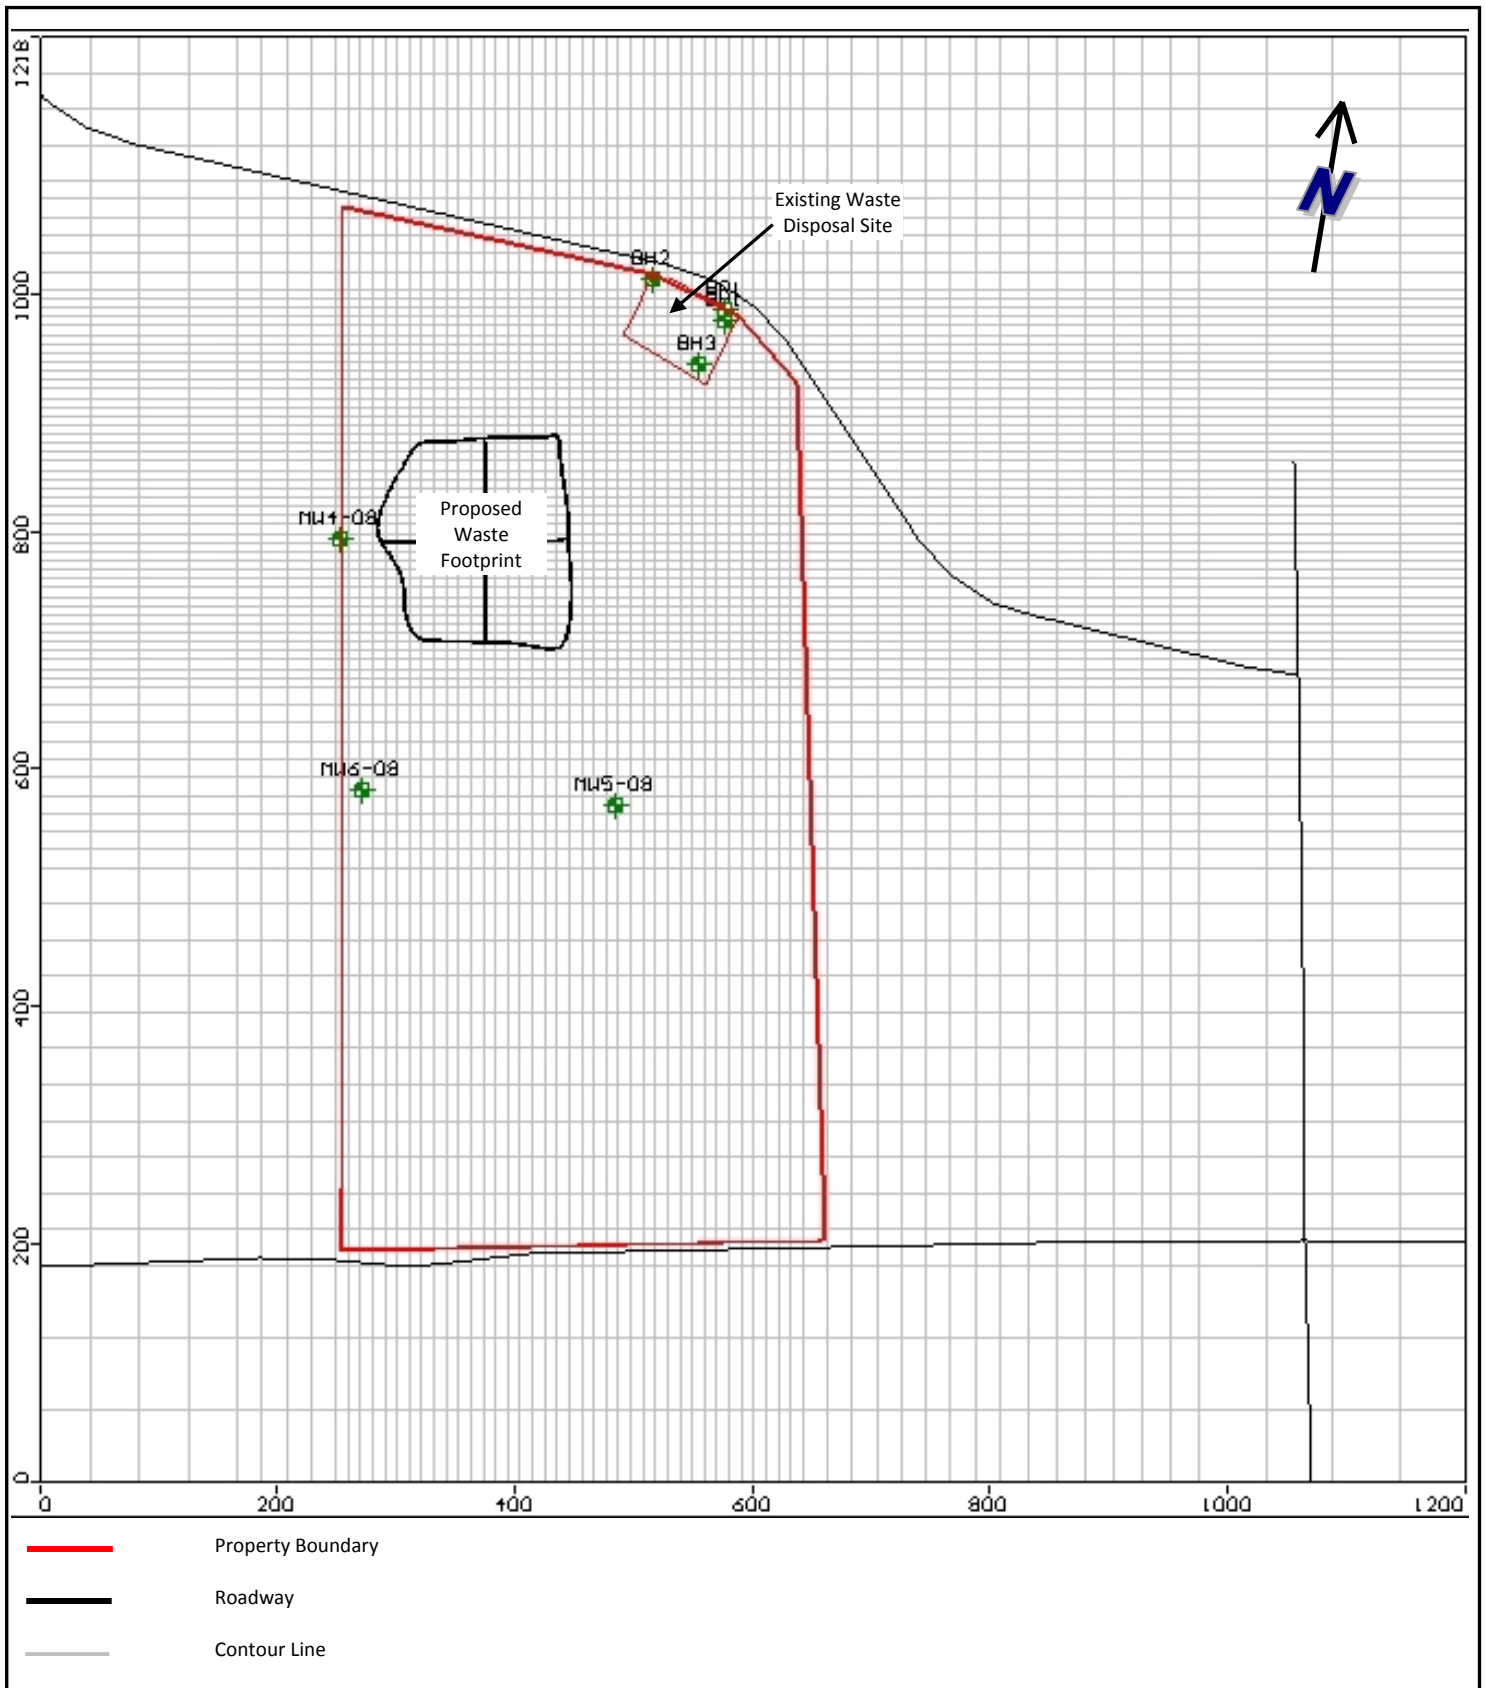 1218
N
Existing Waste
Disposal Site
BH2
1000
BH3
Proposed
Waste
Footprint
MW4-08
800
MW6-08
MW5-08
600
400
200
0
0 200 400 600 800 1000 1200
Property Boundary
Roadway
Contour Line